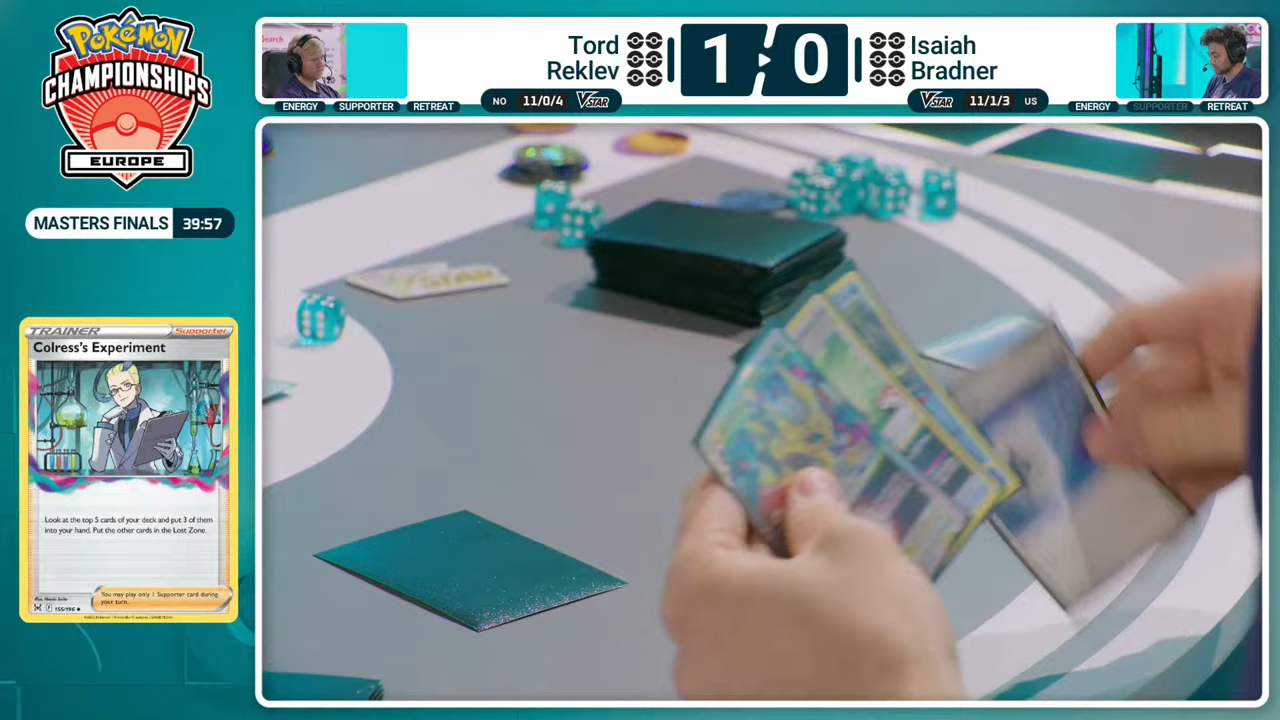 Pokémon
CHAMPIONSHIPS
EUROPE
MASTERS FINALS 39:57
Search
Tord
Reklev
1 0
Isaiah
Bradner
ENERGY SUPPORTER RETREAT
NO 11/0/4 VSTAR
VSTAR 11/1/3 US
ENERGY SUPPORTER RETREAT
TRAINER Supporter
Colress's Experiment
Look at the top 5 cards of your deck and put 3 of them
into your hand. Put the other cards in the Lost Zone.
You may play only 1 Supporter card during
your turn.
155/196